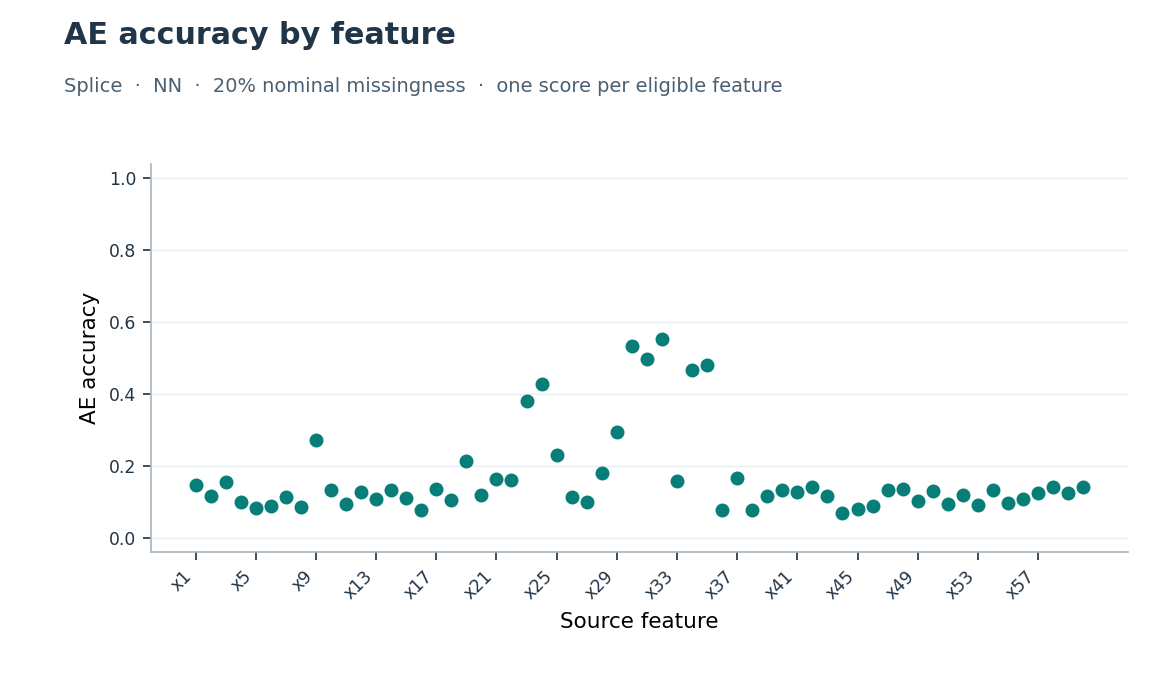 AE accuracy by feature
Splice · NN · 20% nominal missingness · one score per eligible feature
1.0
0.8
0.6
0.4
0.2
0.0
AE accuracy
x1 x5 x9 x13 x17 x21 x25 x29 x33 x37 x41 x45 x49 x53 x57
Source feature